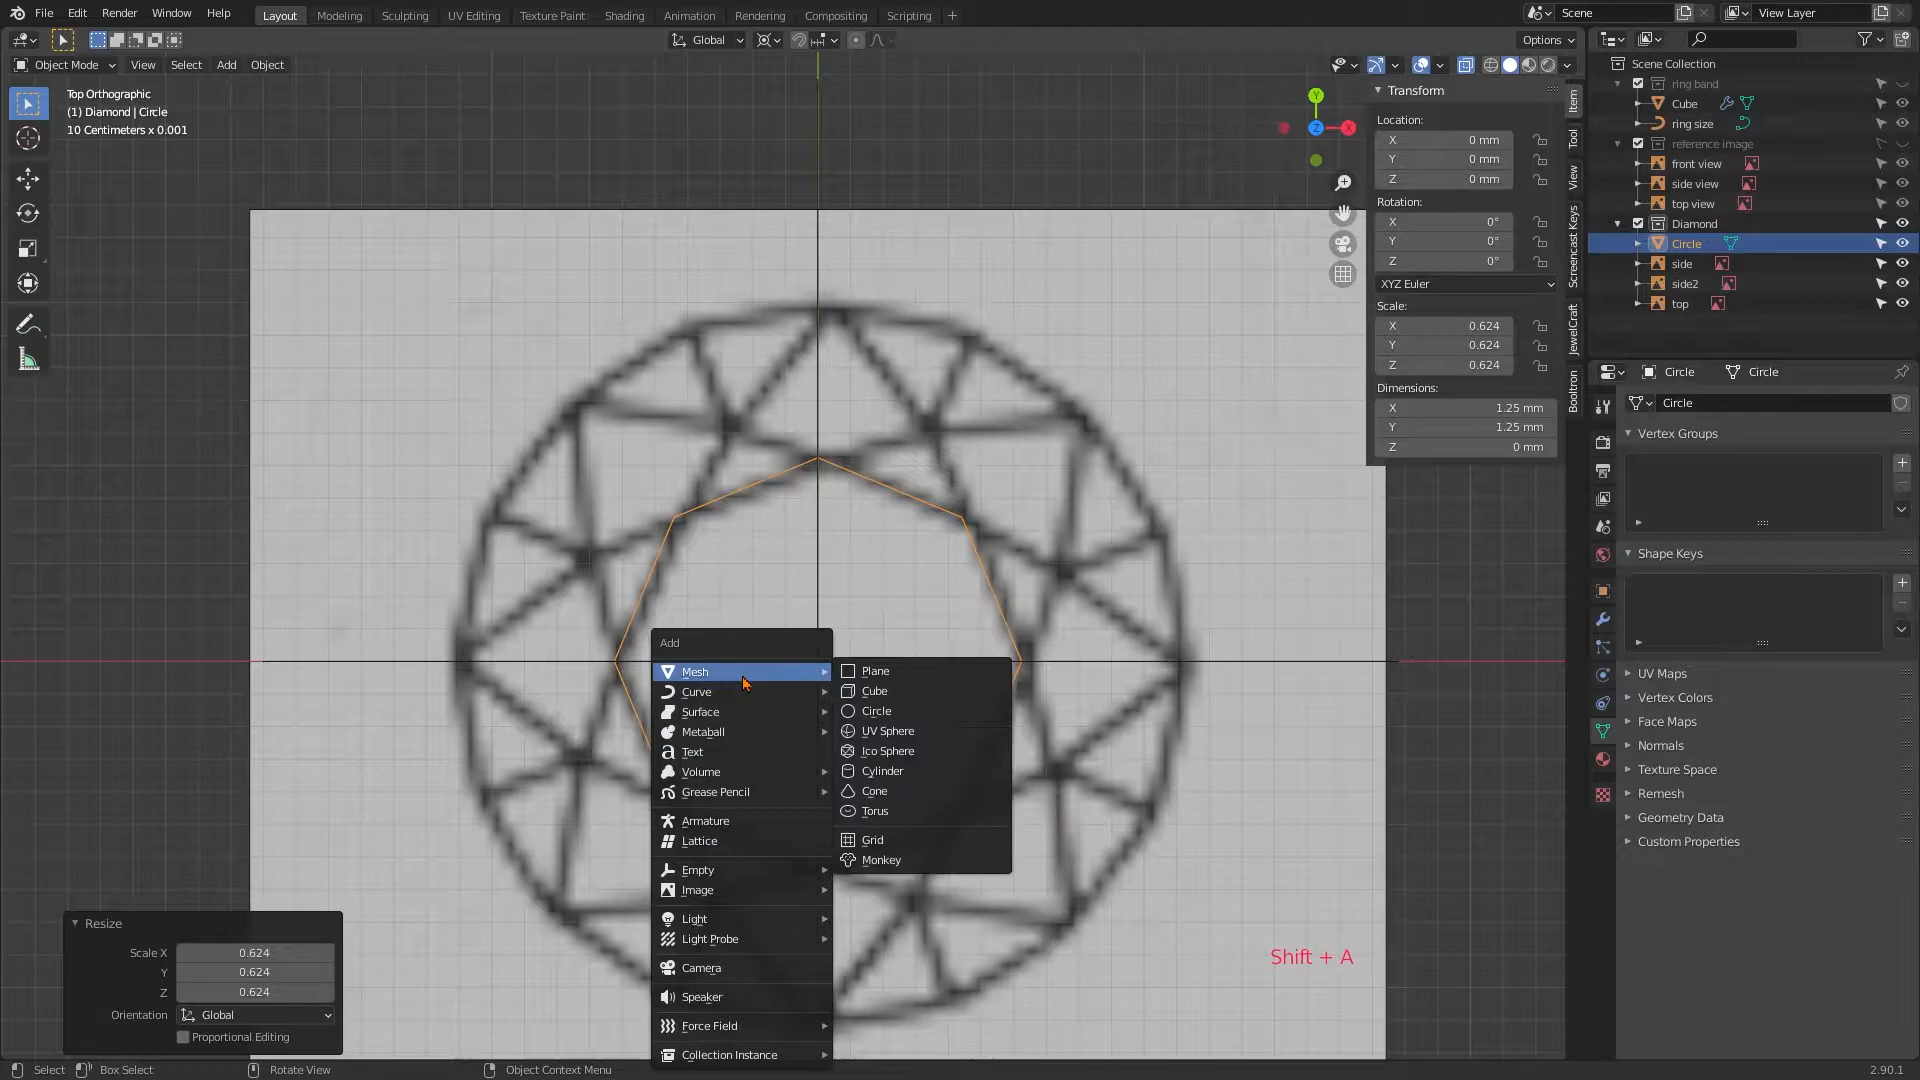 File Edit Render Window Help Layout Modeling Sculpting UV Editing Texture Paint Shading Animation Rendering Compositing Scripting + Scene View Layer
Global Options
Object Mode View Select Add Object
Top Orthographic
(1) Diamond | Circle
10 Centimeters x 0.001
Y
Z
X
Transform
Location:
X 0 mm
Y 0 mm
Z 0 mm
Rotation:
X 0°
Y 0°
Z 0°
XYZ Euler
Scale:
X 0.624
Y 0.624
Z 0.624
Dimensions:
X 1.25 mm
Y 1.25 mm
Z 0 mm
Item
Tool
View
Screencast Keys
JewelCraft
Booltron
Scene Collection
ring band
Cube
ring size
reference image
front view
side view
top view
Diamond
Circle
side
side2
top
Circle Circle
Circle
Vertex Groups
Shape Keys
UV Maps
Vertex Colors
Face Maps
Normals
Texture Space
Remesh
Geometry Data
Custom Properties
Add
Mesh
Curve
Surface
Metaball
Text
Volume
Grease Pencil
Armature
Lattice
Empty
Image
Light
Light Probe
Camera
Speaker
Force Field
Collection Instance
Plane
Cube
Circle
UV Sphere
Ico Sphere
Cylinder
Cone
Torus
Grid
Monkey
Resize
Scale X 0.624
Y 0.624
Z 0.624
Orientation Global
Proportional Editing
Shift + A
Select Box Select Rotate View Object Context Menu 2.90.1